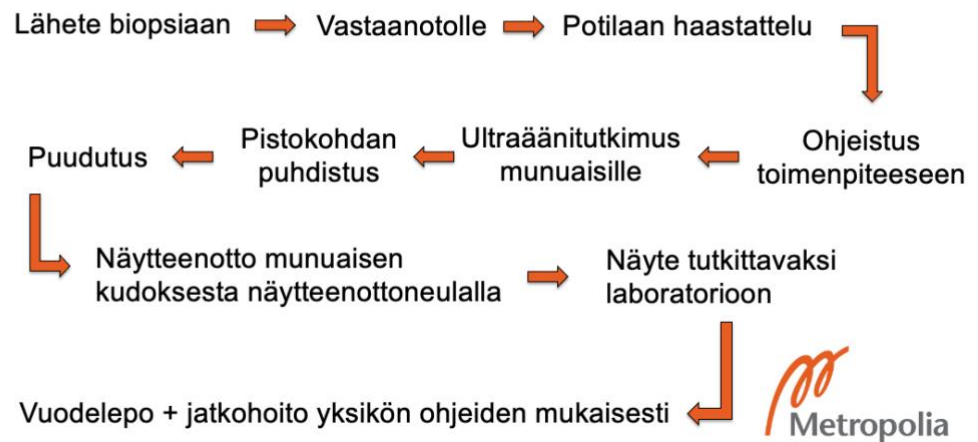 Lähete biopsiaan
Vastaanotolle
Potilaan haastattelu
Ohjeistus
toimenpiteeseen
Ultraäänitutkimus
munuaisille
Pistokohdan
puhdistus
Puudutus
Näytteenotto munuaisen
kudoksesta näytteenottoneulalla
Näyte tutkittavaksi
laboratorioon
Vuodelepo + jatkohoito yksikön ohjeiden mukaisesti
Metropolia